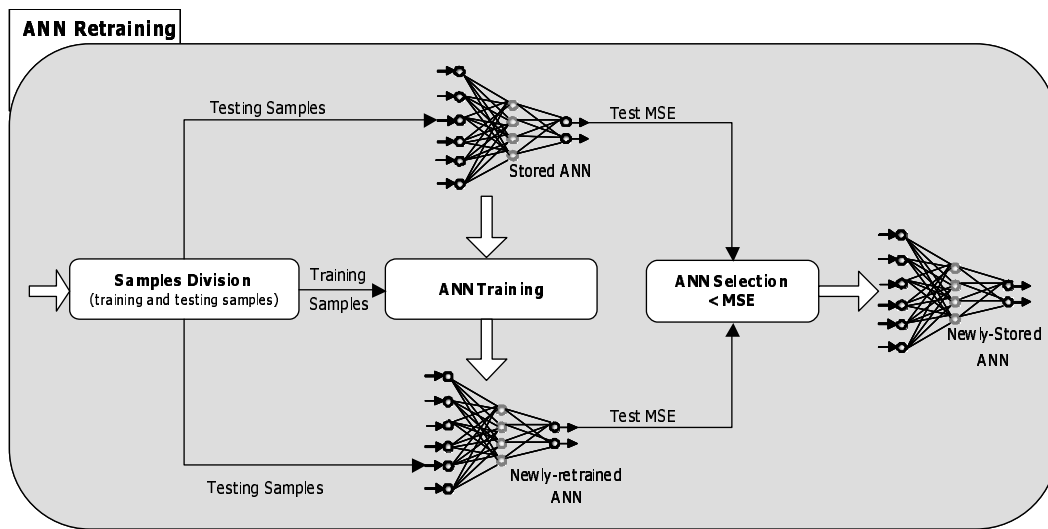 ANN Retraining
Testing Samples
Test MSE
Stored ANN
Samples Division
(training and testing samples)
Training
Samples
ANN Training
ANN Selection
< MSE
Newly-Stored
ANN
Test MSE
Newly-retrained
ANN
Testing Samples